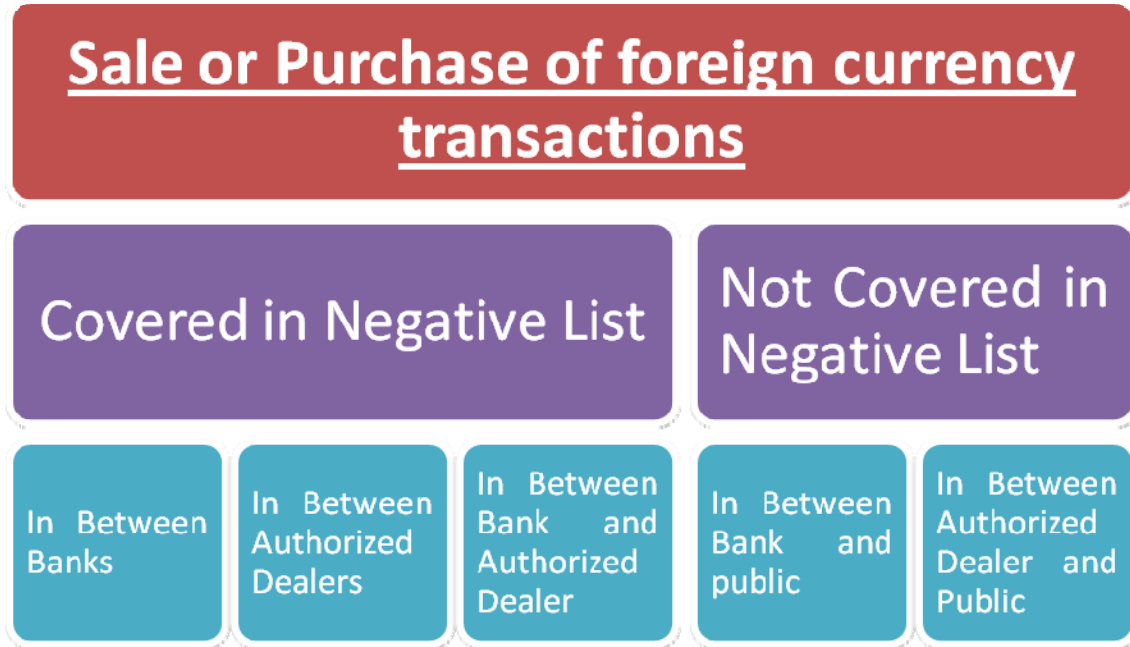 Sale or Purchase of foreign currency
transactions
Covered in Negative List
Not Covered in
Negative List
In Between
Banks
In Between
Authorized
Dealers
In Between
Bank and
Authorized
Dealer
In Between
Bank and
public
In Between
Authorized
Dealer and
Public